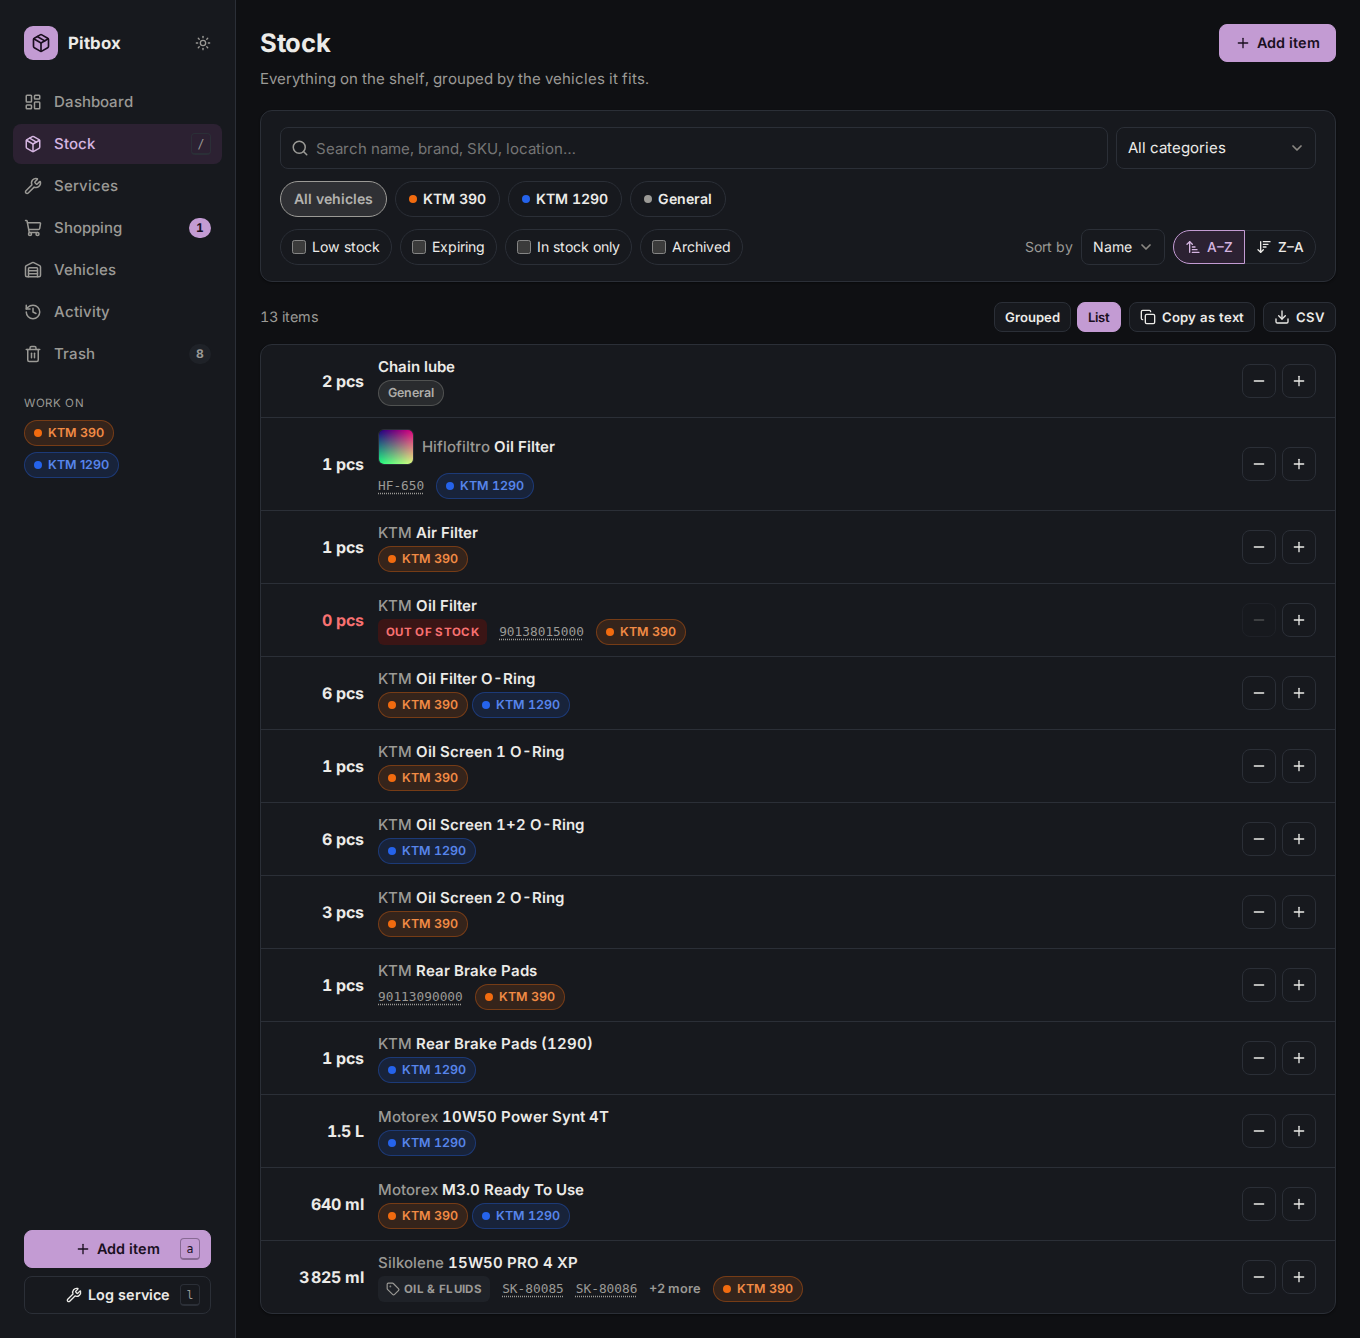 Pitbox
Dashboard
Stock /
Services
Shopping 1
Vehicles
Activity
Trash 8
WORK ON
KTM 390
KTM 1290
Add item a
Log service l
Stock
Add item
Everything on the shelf, grouped by the vehicles it fits.
Search name, brand, SKU, location...
All categories
All vehicles KTM 390 KTM 1290 General
Low stock Expiring In stock only Archived
Sort by Name A–Z Z–A
13 items
Grouped List Copy as text CSV
2 pcs Chain lube
General
1 pcs Hiflofiltro Oil Filter
HF-650 KTM 1290
1 pcs KTM Air Filter
KTM 390
0 pcs KTM Oil Filter
OUT OF STOCK 90138015000 KTM 390
6 pcs KTM Oil Filter O-Ring
KTM 390 KTM 1290
1 pcs KTM Oil Screen 1 O-Ring
KTM 390
6 pcs KTM Oil Screen 1+2 O-Ring
KTM 1290
3 pcs KTM Oil Screen 2 O-Ring
KTM 390
1 pcs KTM Rear Brake Pads
90113090000 KTM 390
1 pcs KTM Rear Brake Pads (1290)
KTM 1290
1.5 L Motorex 10W50 Power Synt 4T
KTM 1290
640 ml Motorex M3.0 Ready To Use
KTM 390 KTM 1290
3 825 ml Silkolene 15W50 PRO 4 XP
OIL & FLUIDS SK-80085 SK-80086 +2 more KTM 390